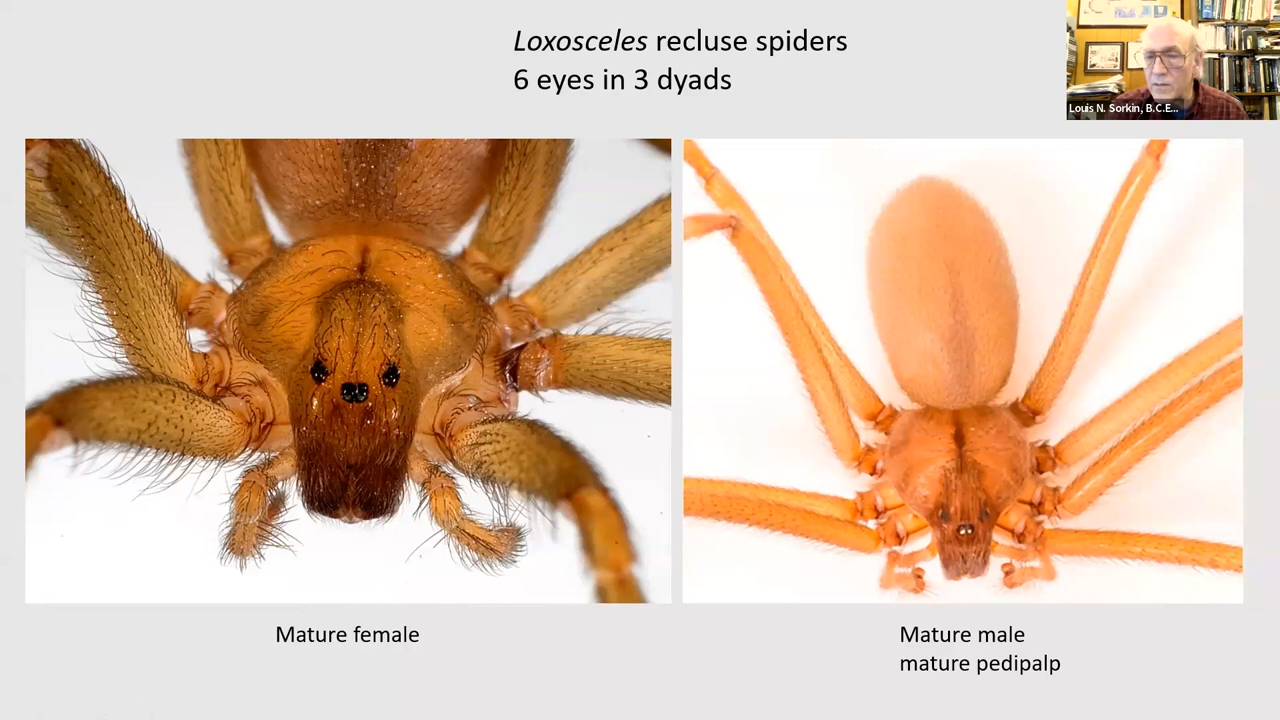 Loxosceles recluse spiders
6 eyes in 3 dyads
Louis N. Sorkin, B.C.E...
Mature female
Mature male
mature pedipalp